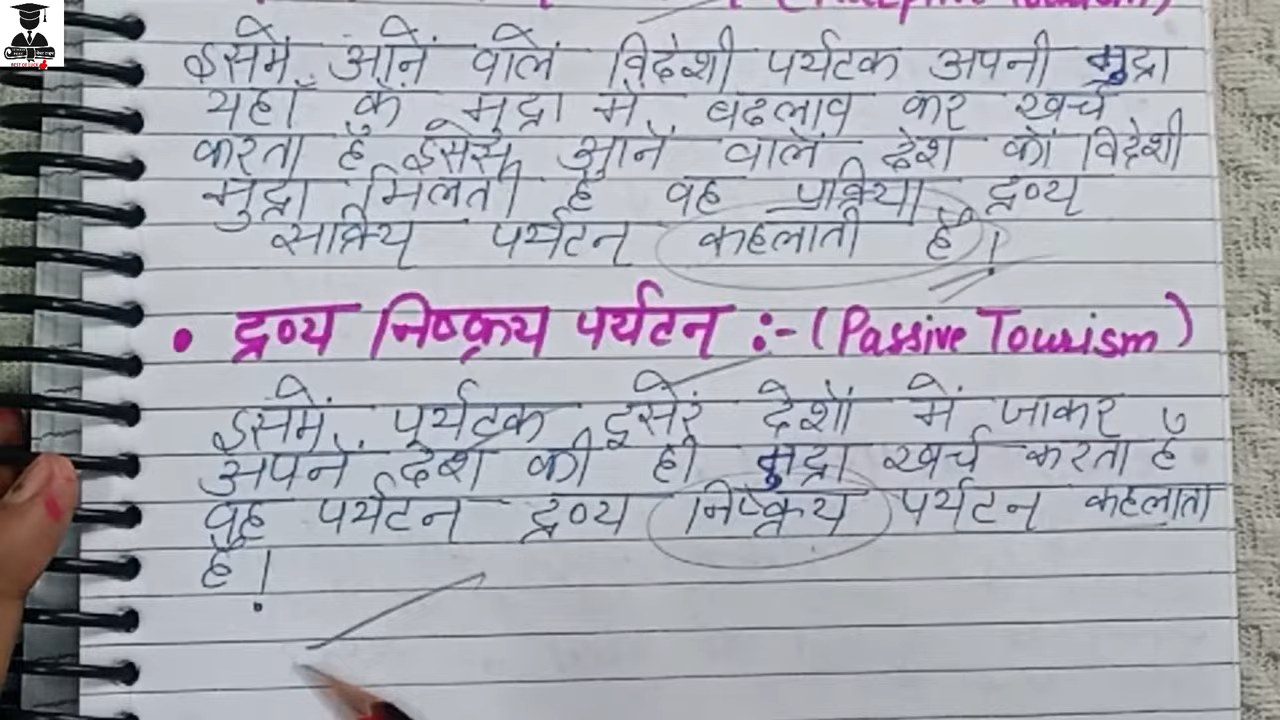 इसमें आने वाले विदेशी पर्यटक अपनी मुद्रा
यहाँ के मुद्रा में बदलाव कर खर्च
करता है इससे आने वाले देश को विदेशी
मुद्रा मिलती है वह प्रक्रिया द्रव्य
सक्रिय पर्यटन कहलाती है।
• द्रव्य निष्क्रय पर्यटन :- (Passive Tourism)
इसमें पर्यटक दूसरे देशों में जाकर
अपने देश की ही मुद्रा खर्च करता है
वह पर्यटन द्रव्य निष्क्रय पर्यटन कहलाता
है।